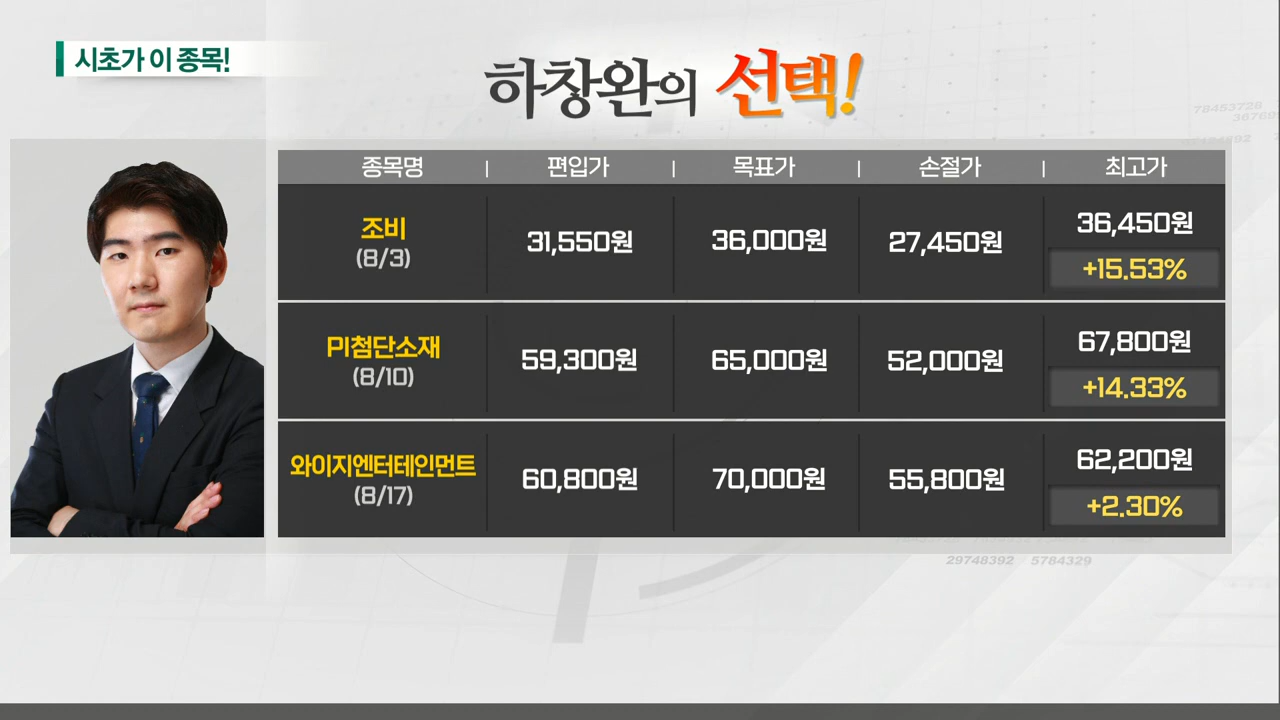 시초가 이 종목!
하창완의 선택!
종목명 | 편입가 | 목표가 | 손절가 | 최고가
조비 (8/3) 31,550원 36,000원 27,450원 36,450원 +15.53%
PI첨단소재 (8/10) 59,300원 65,000원 52,000원 67,800원 +14.33%
와이지엔터테인먼트 (8/17) 60,800원 70,000원 55,800원 62,200원 +2.30%
78453728
29748392 5784329